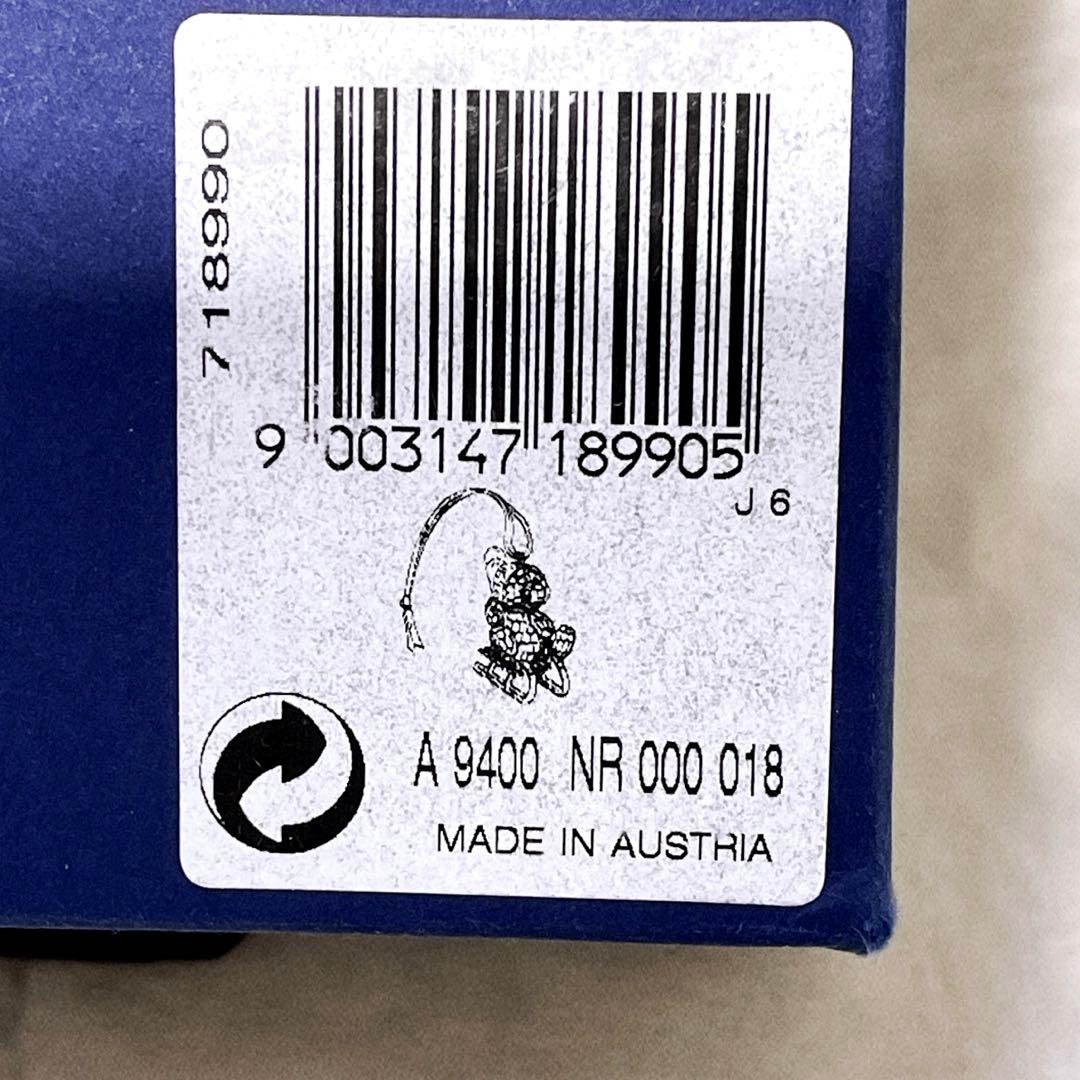 718990
9 003147 189905
J 6
A 9400 NR 000 018
MADE IN AUSTRIA